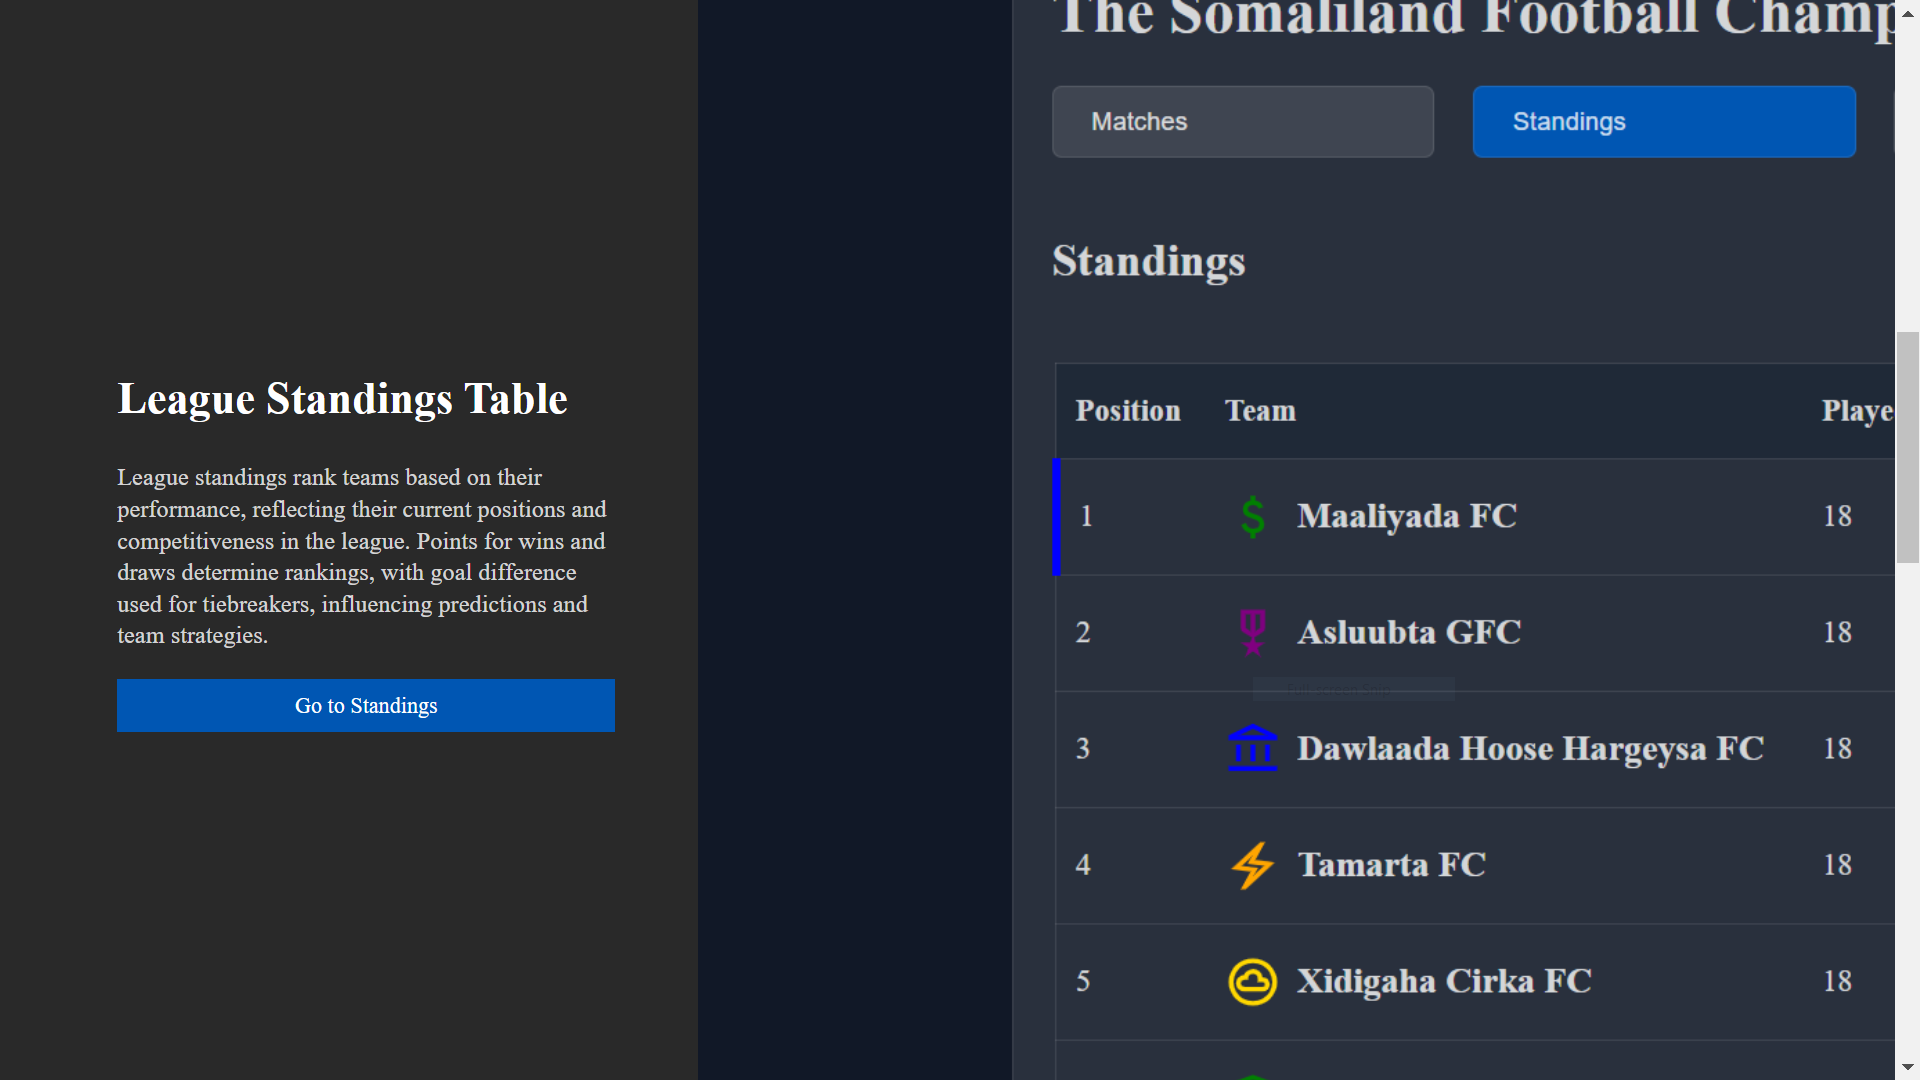 League Standings Table
League standings rank teams based on their
performance, reflecting their current positions and
competitiveness in the league. Points for wins and
draws determine rankings, with goal difference
used for tiebreakers, influencing predictions and
team strategies.
Go to Standings
The Somaliland Football Champ
Matches
Standings
Standings
Position Team Playe
1 Maaliyada FC 18
2 Asluubta GFC 18
3 Dawlaada Hoose Hargeysa FC 18
4 Tamarta FC 18
5 Xidigaha Cirka FC 18